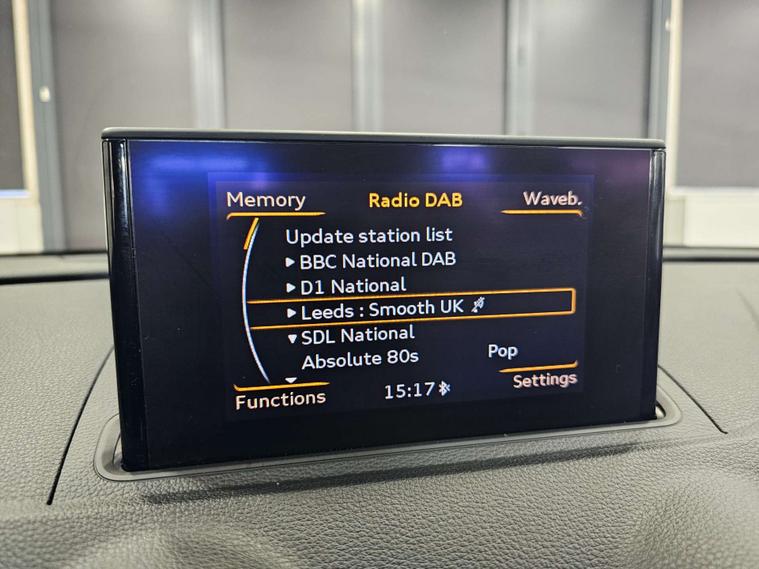 Memory Radio DAB Waveb.
Update station list
BBC National DAB
D1 National
Leeds : Smooth UK
SDL National
Absolute 80s Pop
Functions 15:17 Settings